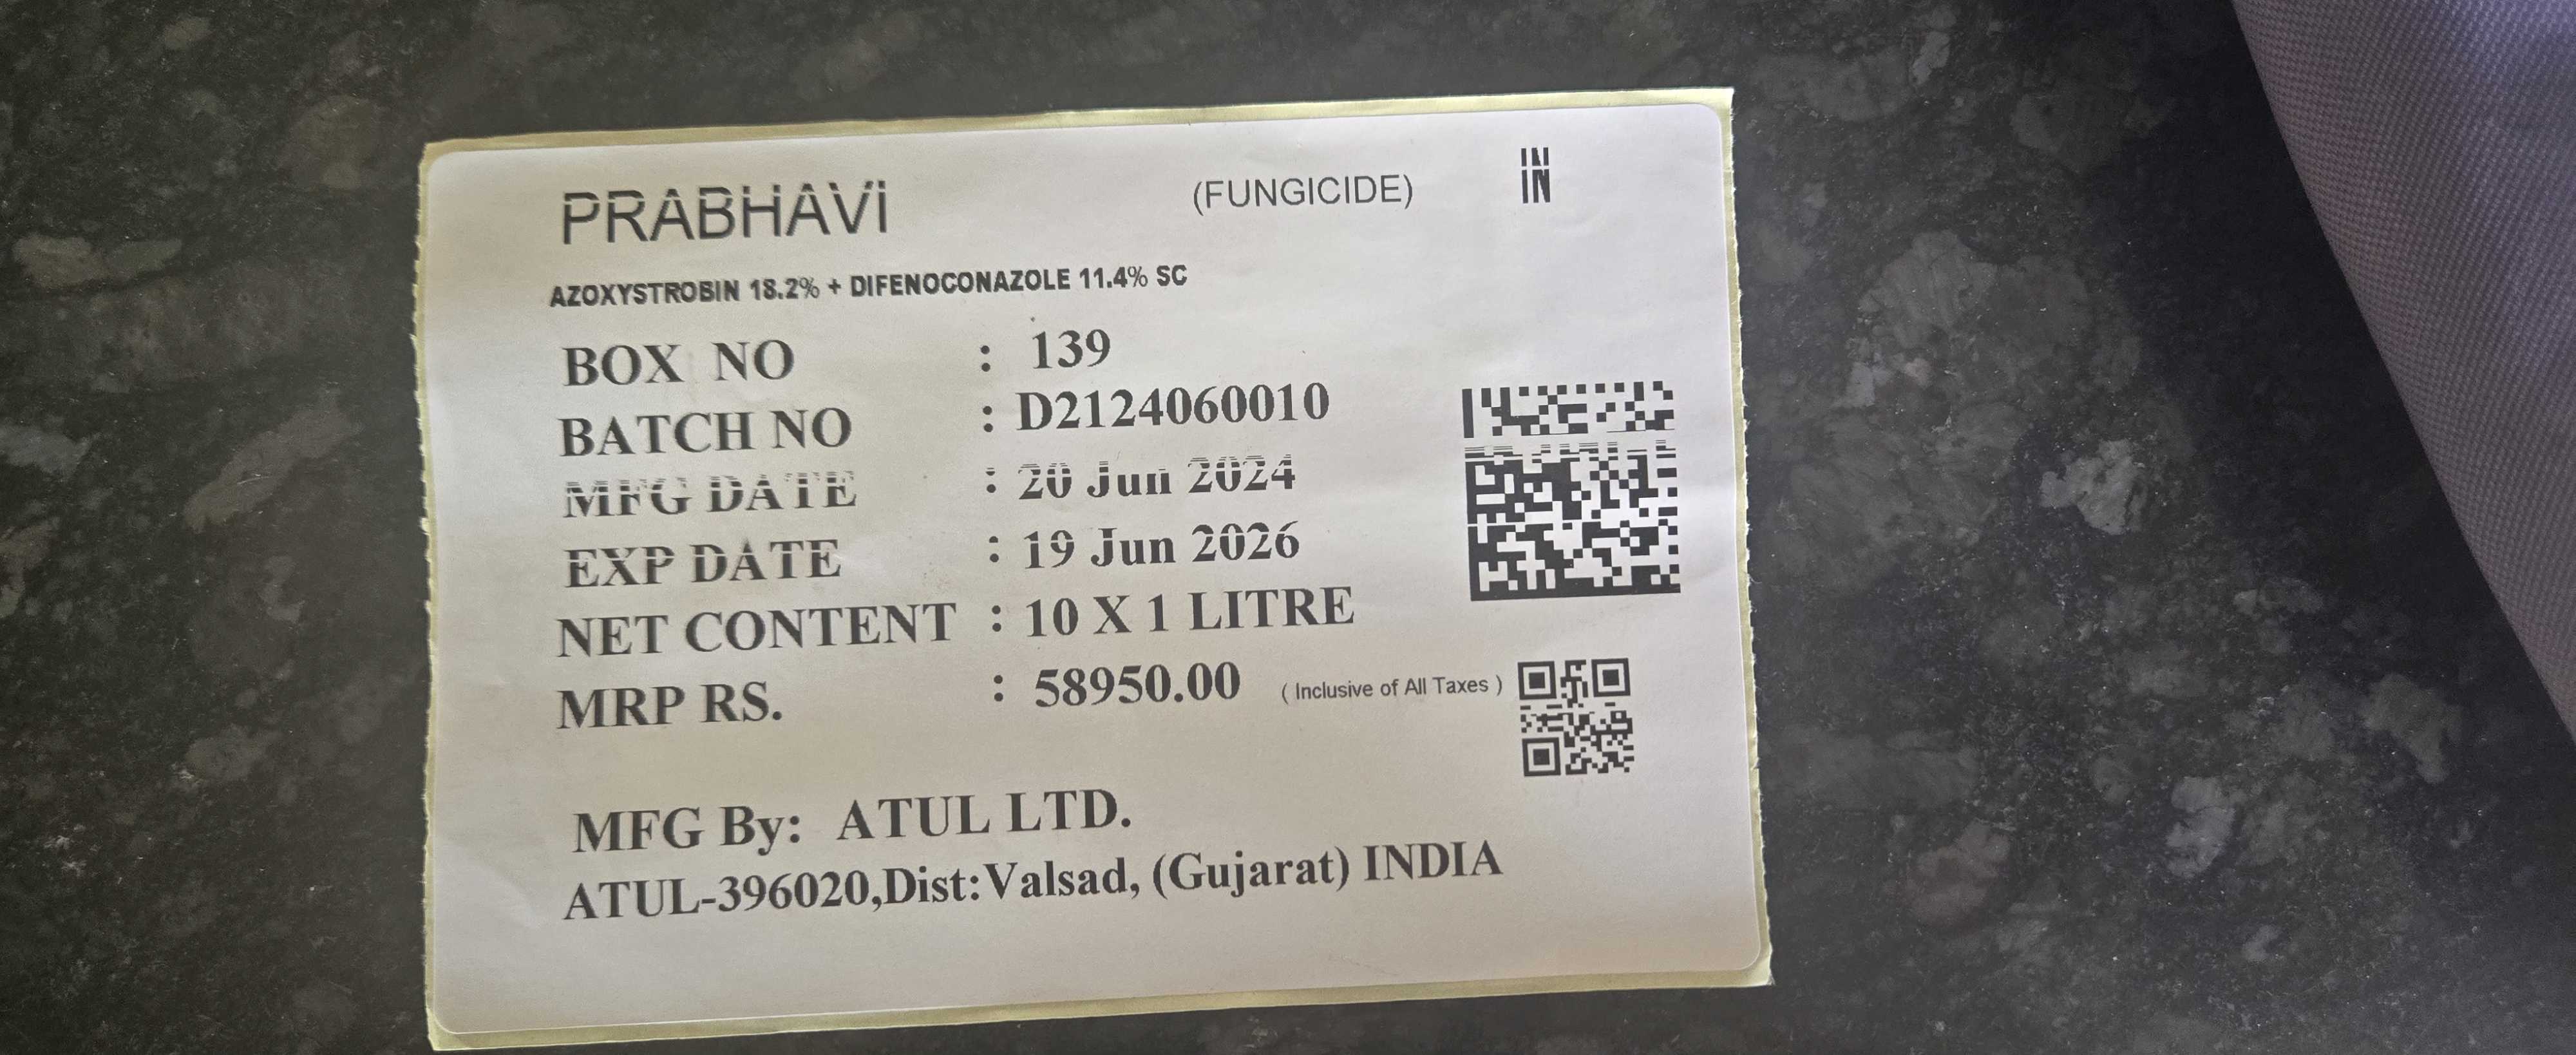 PRABHAVI (FUNGICIDE) IN
AZOXYSTROBIN 18.2% + DIFENOCONAZOLE 11.4% SC
BOX NO : 139
BATCH NO : D2124060010
MFG DATE : 20 Jun 2024
EXP DATE : 19 Jun 2026
NET CONTENT : 10 X 1 LITRE
MRP RS. : 58950.00 ( Inclusive of All Taxes )
MFG By: ATUL LTD.
ATUL-396020,Dist:Valsad, (Gujarat) INDIA